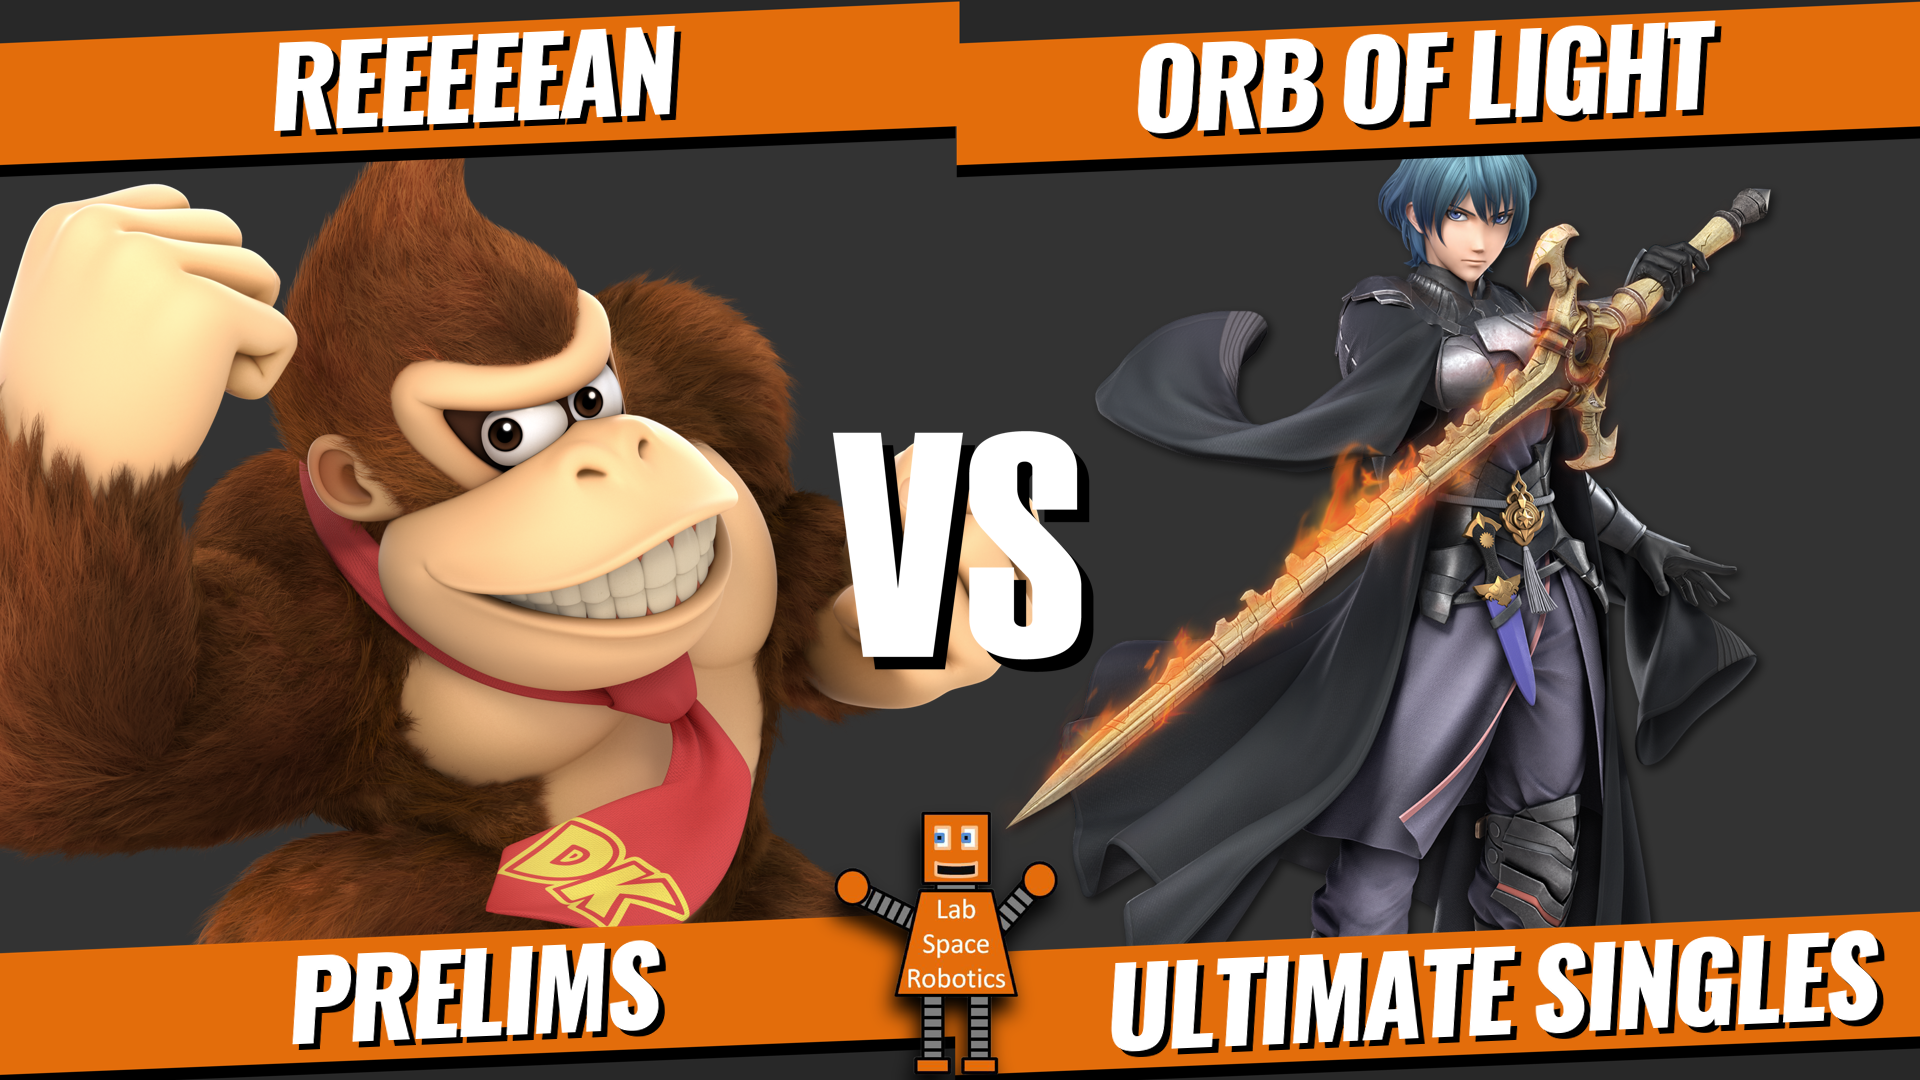 REEEEEAN
ORB OF LIGHT
VS
DK
Lab
Space
Robotics
PRELIMS
ULTIMATE SINGLES